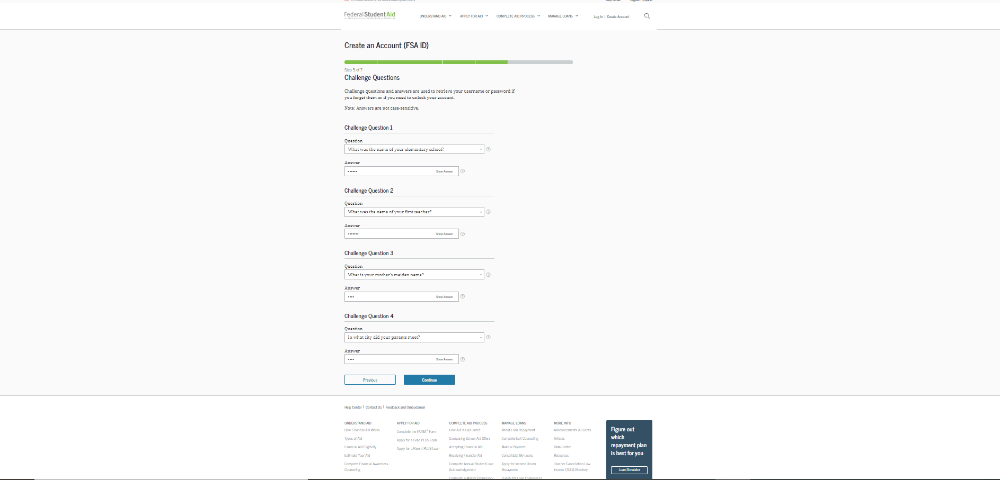 Help Center
Federal Student Aid
UNDERSTAND AID
APPLY FOR AID
COMPLETE AID PROCESS
MANAGE LOANS
Log In | Create Account
Create an Account (FSA ID)
Step 5 of 7
Challenge Questions
Challenge questions and answers are used to retrieve your username or password if
you forget them or if you need to unlock your account.
Note: Answers are not case-sensitive.
Challenge Question 1
Question
What was the name of your elementary school?
Answer
•••••• Show Answer
Challenge Question 2
Question
What was the name of your first teacher?
Answer
••••••• Show Answer
Challenge Question 3
Question
What is your mother's maiden name?
Answer
•••• Show Answer
Challenge Question 4
Question
In what city did your parents meet?
Answer
•••• Show Answer
Previous
Continue
Help Center | Contact Us | Feedback and Ombudsman
UNDERSTAND AID
How Financial Aid Works
Types of Aid
Financial Aid Eligibility
Estimate Your Aid
Complete Financial Awareness
Counseling
APPLY FOR AID
Complete the FAFSA® Form
Apply for a Grad PLUS Loan
Apply for a Parent PLUS Loan
COMPLETE AID PROCESS
How Aid is Calculated
Comparing School Aid Offers
Accepting Financial Aid
Receiving Financial Aid
Complete Annual Student Loan
Acknowledgement
Complete a Master Promissory
MANAGE LOANS
About Loan Repayment
Complete Exit Counseling
Make a Payment
Consolidate My Loans
Apply for Income-Driven
Repayment
Qualify for Loan Forgiveness
MORE INFO
Announcements & Events
Articles
Data Center
Resources
Teacher Cancellation Low
Income (TCLI) Directory
Figure out
which
repayment plan
is best for you
Loan Simulator